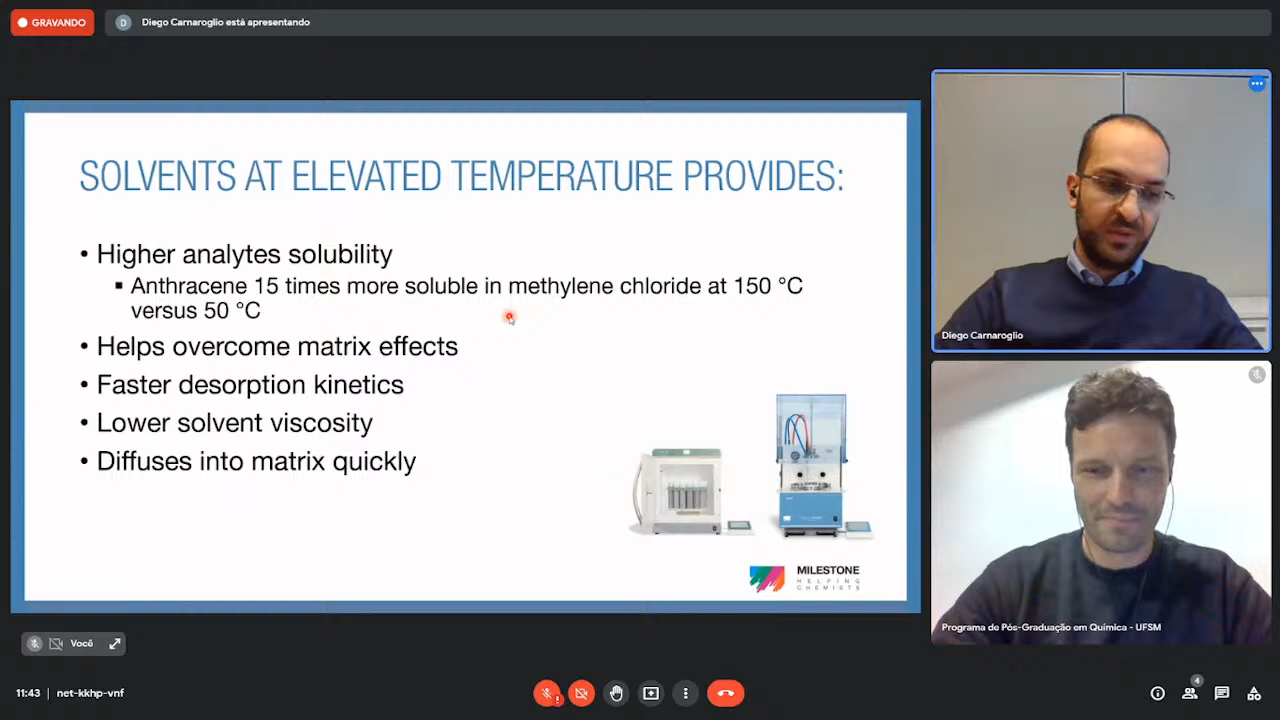 GRAVANDO
D
Diego Carnaroglio está apresentando
SOLVENTS AT ELEVATED TEMPERATURE PROVIDES:
• Higher analytes solubility
▪ Anthracene 15 times more soluble in methylene chloride at 150 °C
versus 50 °C
• Helps overcome matrix effects
• Faster desorption kinetics
• Lower solvent viscosity
• Diffuses into matrix quickly
MILESTONE
HELPING
CHEMISTS
Diego Carnaroglio
Programa de Pós-Graduação em Química - UFSM
Você
11:43 | net-kkhp-vnf
4